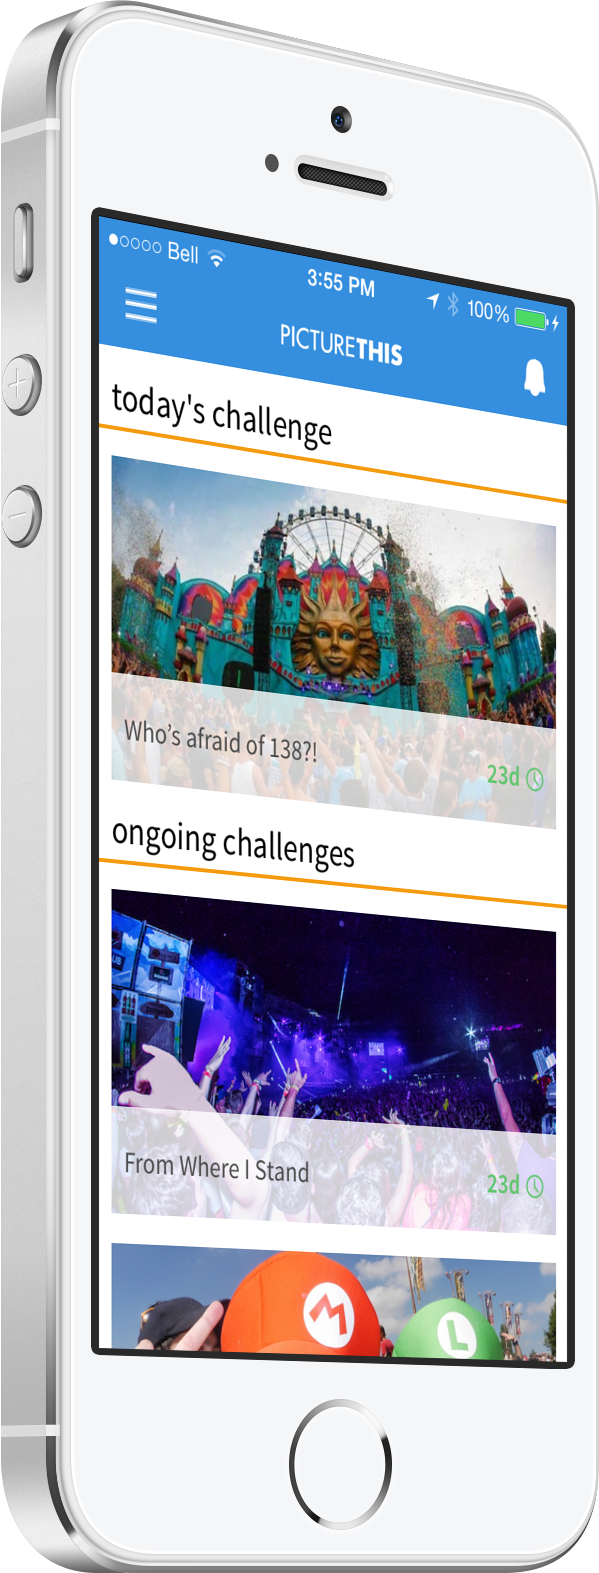 Bell
3:55 PM
100%
PICTURETHIS
today's challenge
Who’s afraid of 138?!
23d
ongoing challenges
From Where I Stand
23d
M
L